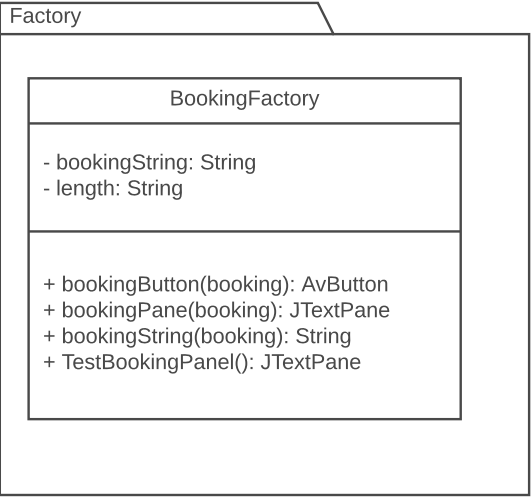 Factory
BookingFactory
- bookingString: String
- length: String
+ bookingButton(booking): AvButton
+ bookingPane(booking): JTextPane
+ bookingString(booking): String
+ TestBookingPanel(): JTextPane